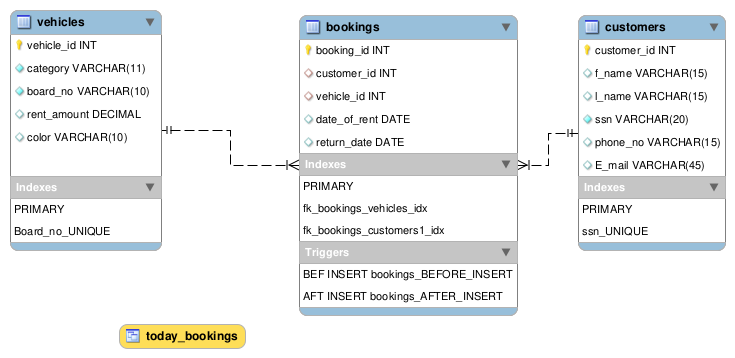 vehicles
vehicle_id INT
category VARCHAR(11)
board_no VARCHAR(10)
rent_amount DECIMAL
color VARCHAR(10)
Indexes
PRIMARY
Board_no_UNIQUE
bookings
booking_id INT
customer_id INT
vehicle_id INT
date_of_rent DATE
return_date DATE
Indexes
PRIMARY
fk_bookings_vehicles_idx
fk_bookings_customers1_idx
Triggers
BEF INSERT bookings_BEFORE_INSERT
AFT INSERT bookings_AFTER_INSERT
customers
customer_id INT
f_name VARCHAR(15)
l_name VARCHAR(15)
ssn VARCHAR(20)
phone_no VARCHAR(15)
E_mail VARCHAR(45)
Indexes
PRIMARY
ssn_UNIQUE
today_bookings